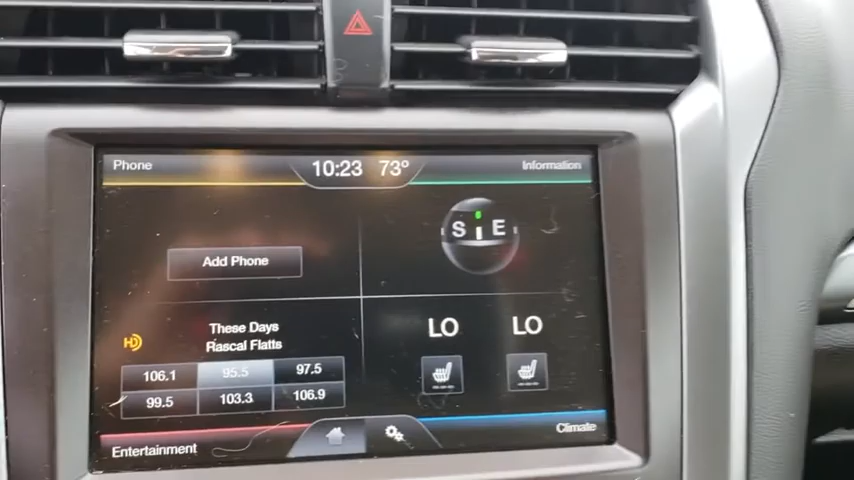 Phone
10:23 73°
Information
S E
Add Phone
These Days
Rascal Flatts
HD
106.1 95.5 97.5
99.5 103.3 106.9
LO LO
Entertainment
Climate